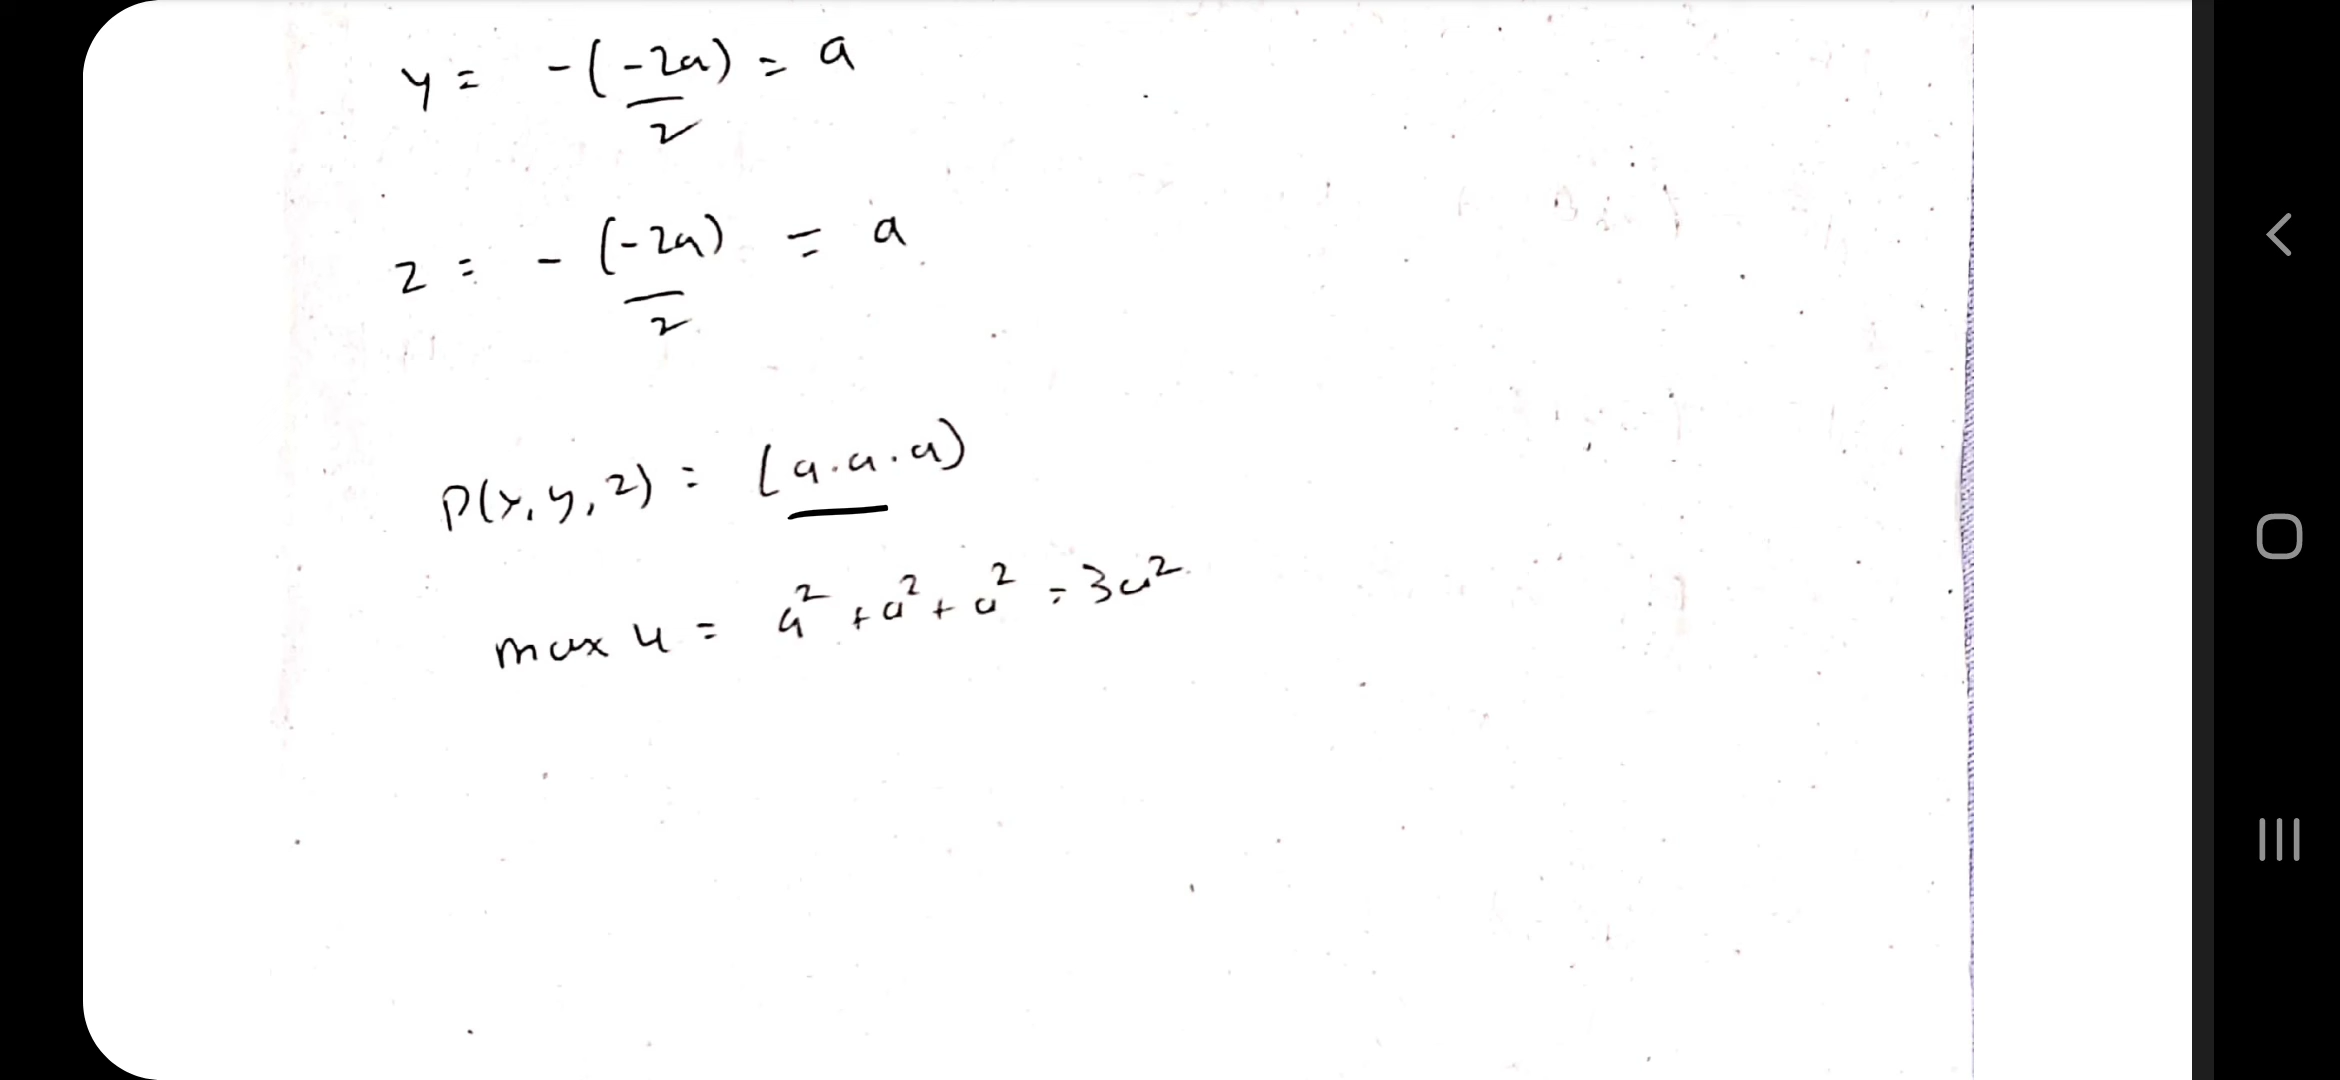 y = -(-2a)/2 = a
z = -(-2a)/2 = a
P(x, y, z) = (a.a.a)
max u = a² + a² + a² = 3a²